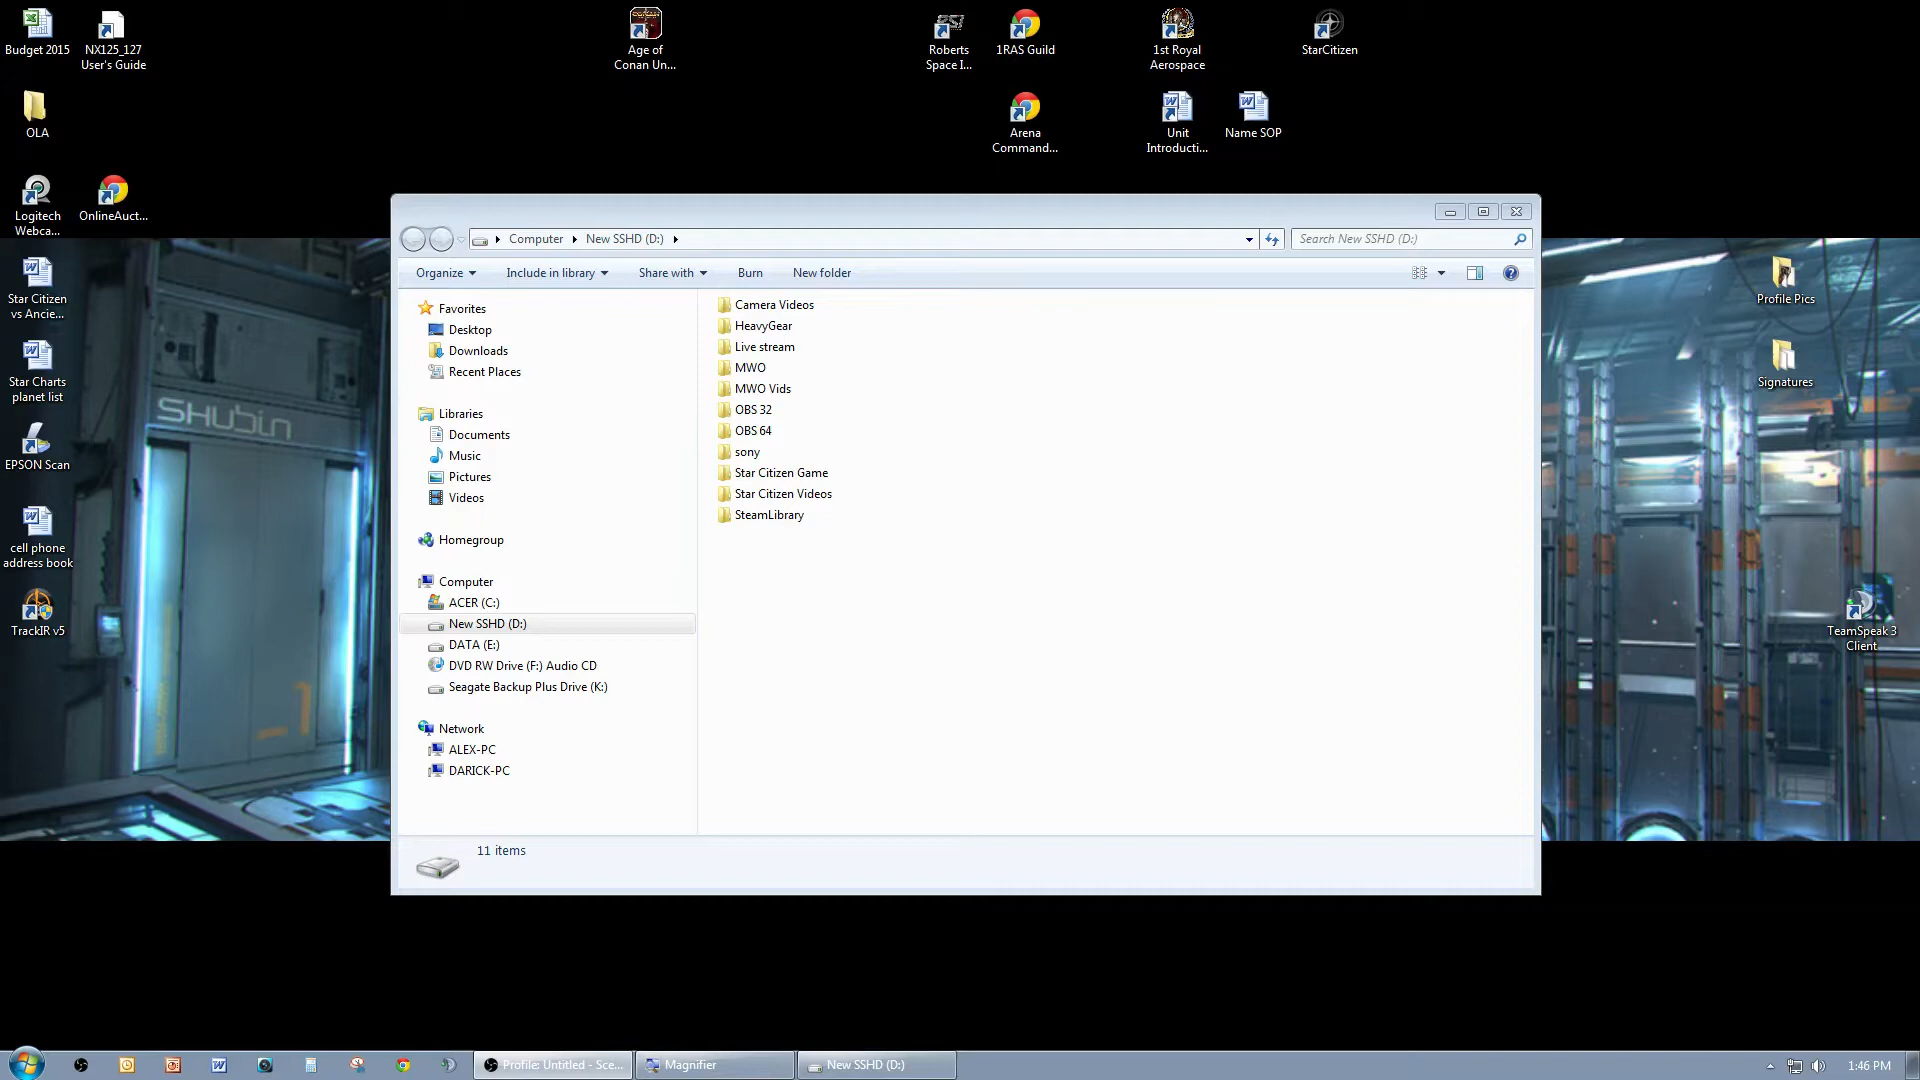 Budget 2015
NX125_127
User's Guide
Age of
Conan Un...
Roberts
Space I...
1RAS Guild
1st Royal
Aerospace
StarCitizen
OLA
Arena
Command...
Unit
Introducti...
Name SOP
Logitech
Webca...
OnlineAuct...
Star Citizen
vs Ancie...
Star Charts
planet list
EPSON Scan
cell phone
address book
TrackIR v5
SHUBIN
1
Profile Pics
Signatures
TeamSpeak 3
Client
Computer
New SSHD (D:)
Search New SSHD (D:)
Organize
Include in library
Share with
Burn
New folder
Favorites
Desktop
Downloads
Recent Places
Libraries
Documents
Music
Pictures
Videos
Homegroup
Computer
ACER (C:)
New SSHD (D:)
DATA (E:)
DVD RW Drive (F:) Audio CD
Seagate Backup Plus Drive (K:)
Network
ALEX-PC
DARICK-PC
Camera Videos
HeavyGear
Live stream
MWO
MWO Vids
OBS 32
OBS 64
sony
Star Citizen Game
Star Citizen Videos
SteamLibrary
11 items
Profile: Untitled - Sce...
Magnifier
New SSHD (D:)
1:46 PM